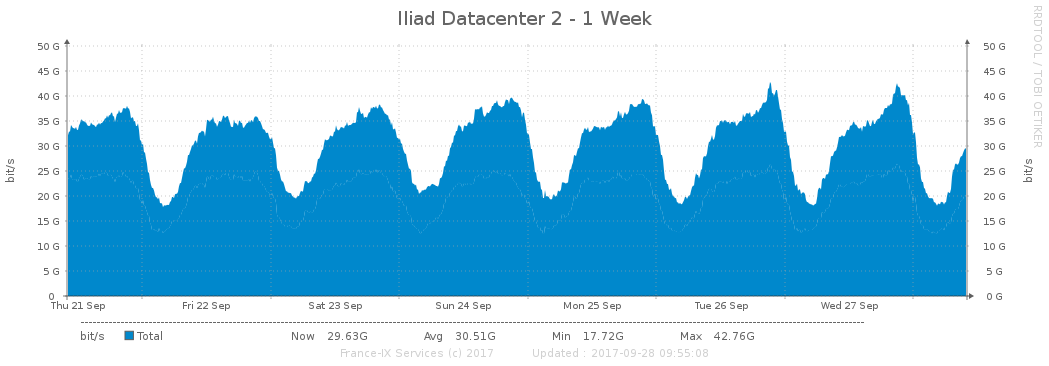 Iliad Datacenter 2 - 1 Week
RRDTOOL / TOBI OETIKER
bit/s
50 G 50 G
45 G 45 G
40 G 40 G
35 G 35 G
30 G 30 G
25 G 25 G
20 G 20 G
15 G 15 G
10 G 10 G
5 G 5 G
0 0 G
bit/s
Thu 21 Sep Fri 22 Sep Sat 23 Sep Sun 24 Sep Mon 25 Sep Tue 26 Sep Wed 27 Sep
bit/s Total Now 29.63G Avg 30.51G Min 17.72G Max 42.76G
France-IX Services (c) 2017 Updated : 2017-09-28 09:55:08